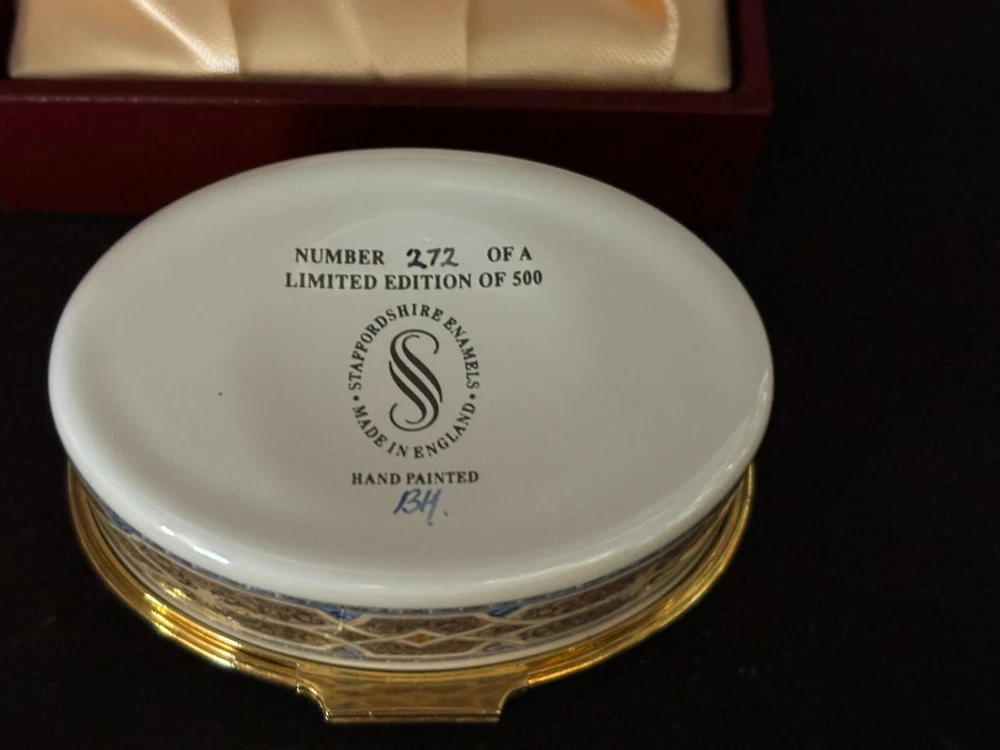 NUMBER 272 OF A
LIMITED EDITION OF 500
• STAFFORDSHIRE ENAMELS •
MADE IN ENGLAND
HAND PAINTED
BH.